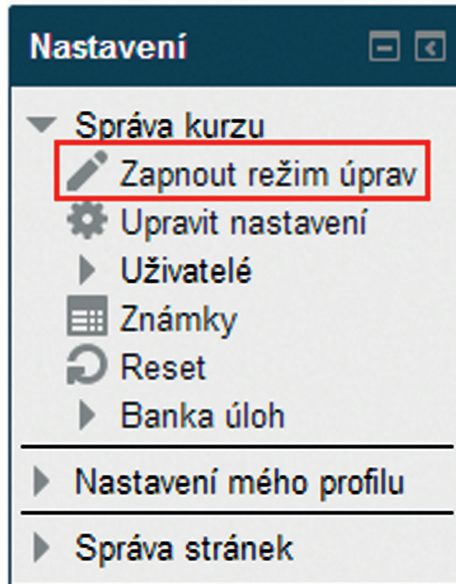 Nastavení
Správa kurzu
Zapnout režim úprav
Upravit nastavení
Uživatelé
Známky
Reset
Banka úloh
Nastavení mého profilu
Správa stránek